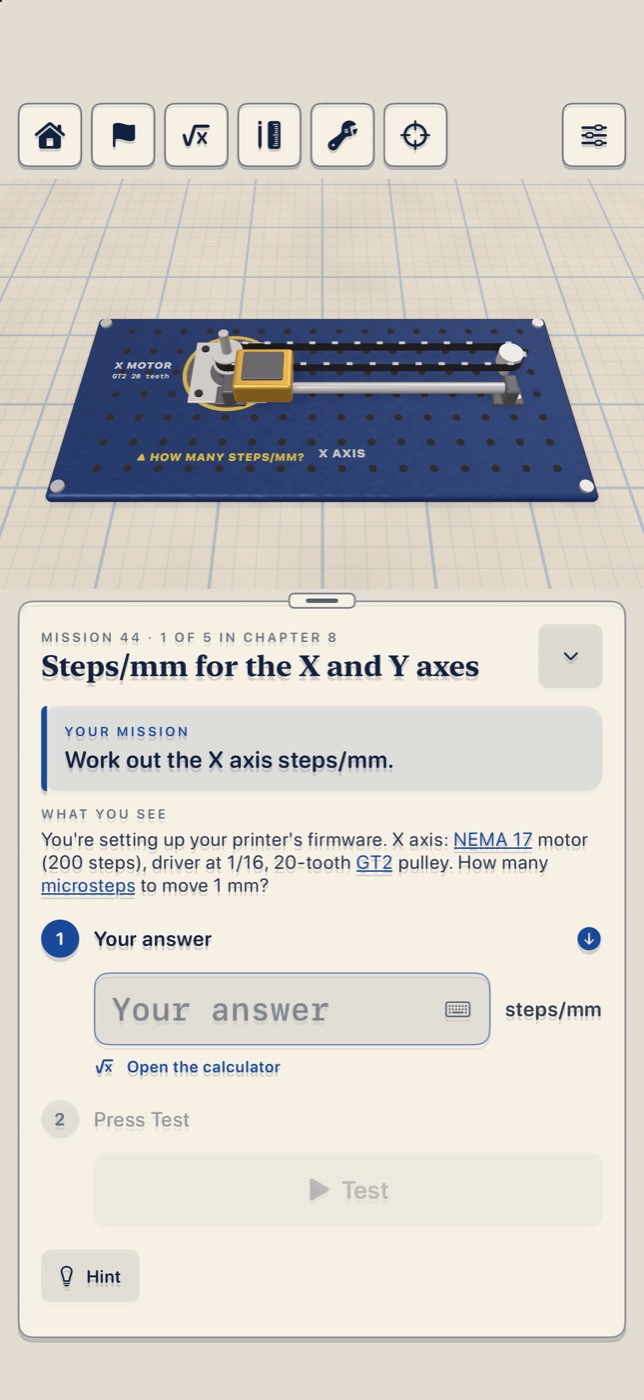 X MOTOR
GT2 20 teeth
▲ HOW MANY STEPS/MM?
X AXIS
MISSION 44 · 1 OF 5 IN CHAPTER 8
Steps/mm for the X and Y axes
YOUR MISSION
Work out the X axis steps/mm.
WHAT YOU SEE
You're setting up your printer's firmware. X axis: NEMA 17 motor
(200 steps), driver at 1/16, 20-tooth GT2 pulley. How many
microsteps to move 1 mm?
1 Your answer
Your answer steps/mm
√x Open the calculator
2 Press Test
Test
Hint